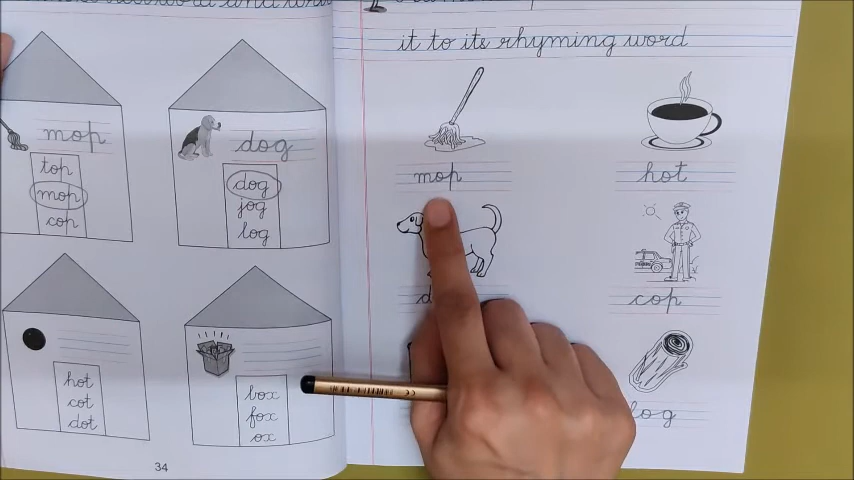 it to its rhyming word
mop
top
mop
cop
dog
dog
jog
log
hot
cot
dot
box
fox
ox
34
mop
hot
cop
log